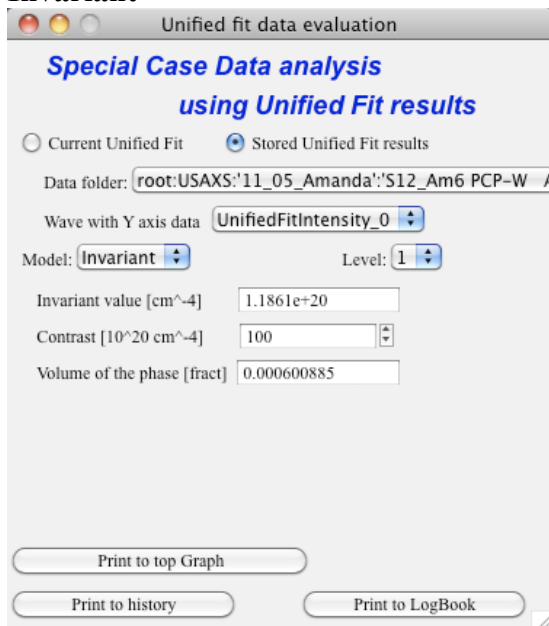 Unified fit data evaluation
Special Case Data analysis
using Unified Fit results
Current Unified Fit Stored Unified Fit results
Data folder: root:USAXS:'11_05_Amanda':'S12_Am6 PCP-W
Wave with Y axis data UnifiedFitIntensity_0
Model: Invariant Level: 1
Invariant value [cm^-4] 1.1861e+20
Contrast [10^20 cm^-4] 100
Volume of the phase [fract] 0.000600885
Print to top Graph
Print to history Print to LogBook